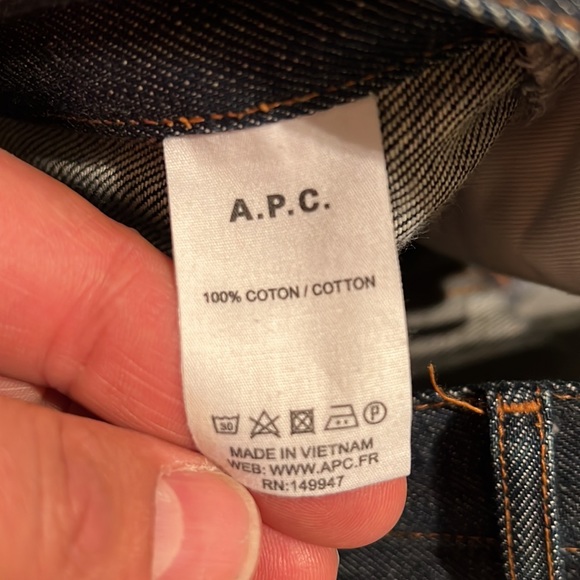 A.P.C.
100% COTON / COTTON
30 P
MADE IN VIETNAM
WEB: WWW.APC.FR
RN:149947